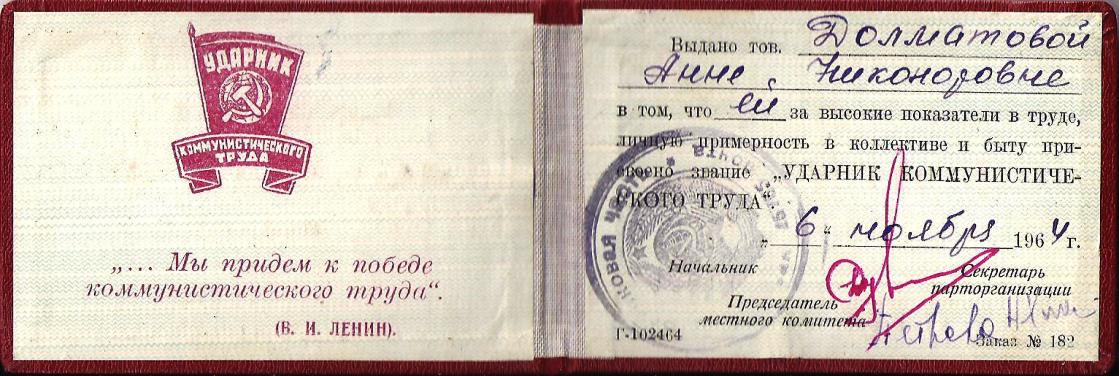 УДАРНИК
КОММУНИСТИЧЕСКОГО
ТРУДА
„... Мы придем к победе
коммунистического труда“.
(В. И. ЛЕНИН).
Выдано тов. Долматовой
Анне Никоноровне
в том, что ей за высокие показатели в труде,
личную примерность в коллективе и быту при-
своено звание „УДАРНИК КОММУНИСТИЧЕ-
СКОГО ТРУДА“.
„6“ ноября 1964 г.
Начальник
Секретарь
парторганизации
Председатель
местного комитета
Г-102464
Заказ № 182